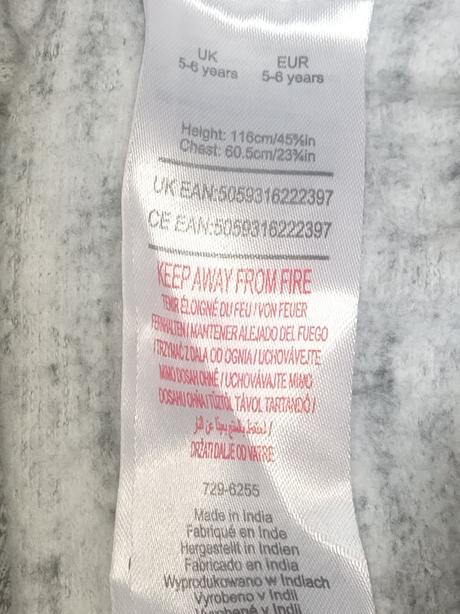 UK EUR
5-6 years 5-6 years
Height: 116cm/45¾in
Chest: 60.5cm/23¾in
UK EAN:5059316222397
CE EAN:5059316222397
KEEP AWAY FROM FIRE
TENIR ÉLOIGNÉ DU FEU / VON FEUER
FERNHALTEN / MANTENER ALEJADO DEL FUEGO
/ TRZYMAĆ Z DALA OD OGNIA / UCHOVÁVEJTE
MIMO DOSAH OHNĚ / UCHOVÁVAJTE MIMO
DOSAHU OHŇA / TŰZTŐL TÁVOL TARTANDÓ /
DRŽATI DALJE OD VATRE
729-6255
Made in India
Fabriqué en Inde
Hergestellt in Indien
Fabricado en India
Wyprodukowano w Indiach
Vyrobeno v Indii
Vyrobené v Indii